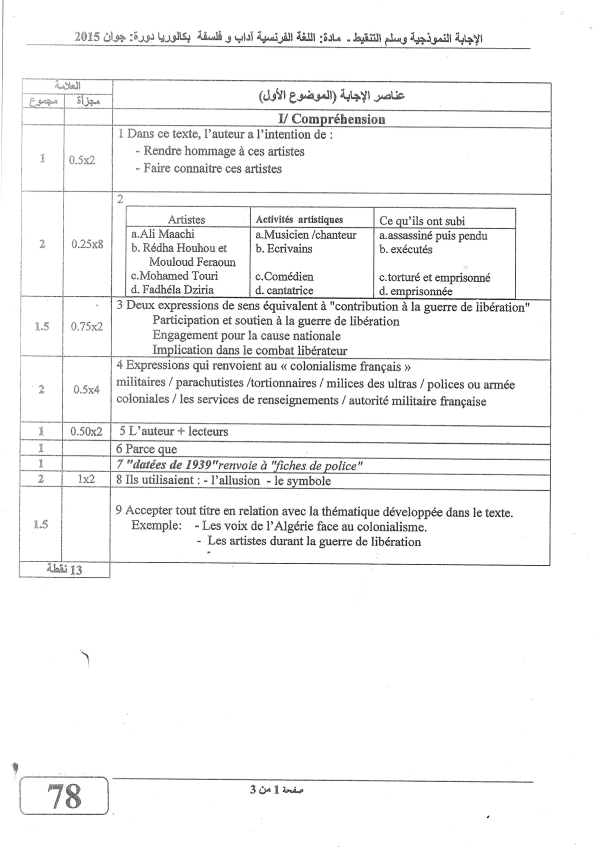 الإجابة النموذجية وسلم التنقيط - مادة: اللغة الفرنسية آداب و فلسفة بكالوريا دورة: جوان 2015
العلامة
عناصر الإجابة (الموضوع الأول)
مجموع مجزأة
I/ Compréhension
1 Dans ce texte, l'auteur a l'intention de :
- Rendre hommage à ces artistes
1 0.5x2
- Faire connaitre ces artistes
2
Artistes Activités artistiques Ce qu'ils ont subi
a.Ali Maachi a.Musicien /chanteur a.assassiné puis pendu
2 0.25x8 b. Rédha Houhou et b. Ecrivains b. exécutés
Mouloud Feraoun
c.Mohamed Touri c.Comédien c.torturé et emprisonné
d. Fadhéla Dziria d. cantatrice d. emprisonnée
3 Deux expressions de sens équivalent à "contribution à la guerre de libération"
1.5 0.75x2 Participation et soutien à la guerre de libération
Engagement pour la cause nationale
Implication dans le combat libérateur
4 Expressions qui renvoient au « colonialisme français »
2 0.5x4 militaires / parachutistes /tortionnaires / milices des ultras / polices ou armée
coloniales / les services de renseignements / autorité militaire française
1 0.50x2 5 L'auteur + lecteurs
1 6 Parce que
1 7 "datées de 1939"renvoie à "fiches de police"
2 1x2 8 Ils utilisaient : - l'allusion - le symbole
9 Accepter tout titre en relation avec la thématique développée dans le texte.
1.5 Exemple: - Les voix de l'Algérie face au colonialisme.
- Les artistes durant la guerre de libération
13 نقطة
صفحة 1 من 3
78